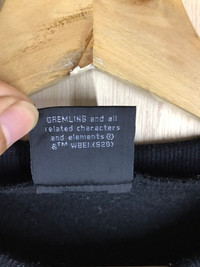 GREMLINS and all
related characters
and elements ©
&™ WBEI.(S20)